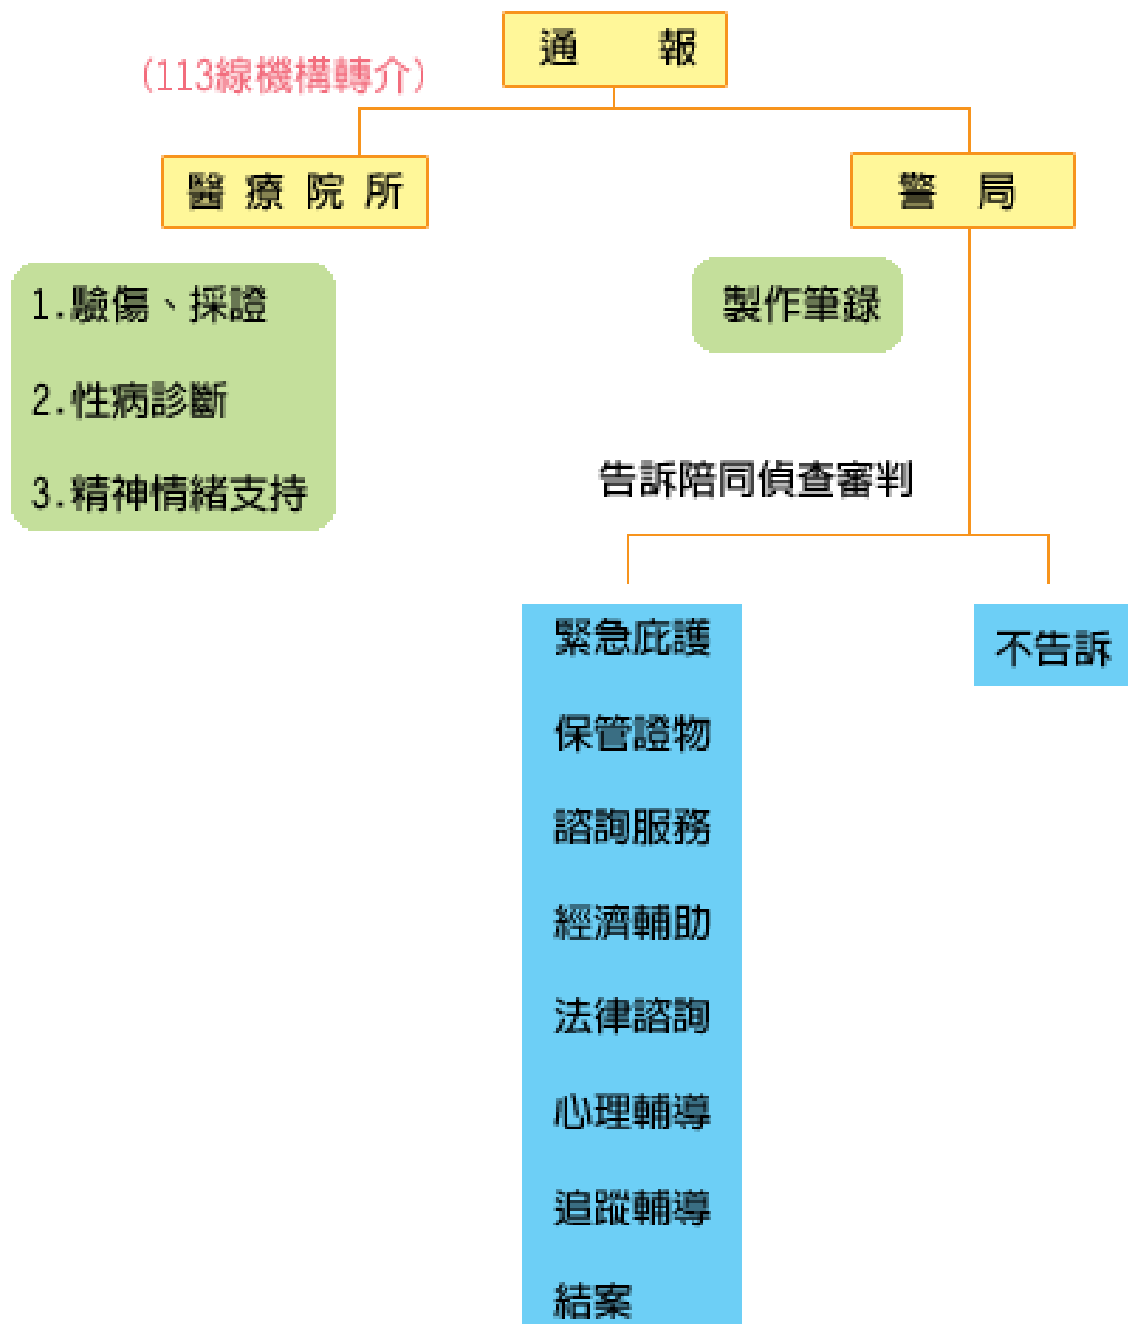 通 報
(113線機構轉介)
醫療院所
警 局
1.驗傷、採證
2.性病診斷
3.精神情緒支持
製作筆錄
告訴陪同偵查審判
緊急庇護
保管證物
諮詢服務
經濟輔助
法律諮詢
心理輔導
追蹤輔導
結案
不告訴